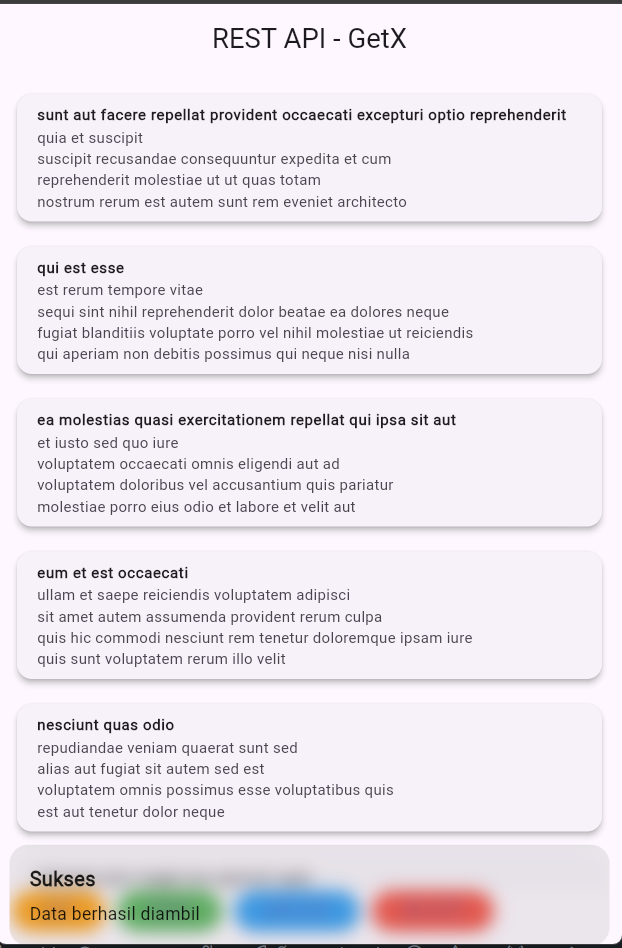 REST API - GetX
sunt aut facere repellat provident occaecati excepturi optio reprehenderit
quia et suscipit
suscipit recusandae consequuntur expedita et cum
reprehenderit molestiae ut ut quas totam
nostrum rerum est autem sunt rem eveniet architecto
qui est esse
est rerum tempore vitae
sequi sint nihil reprehenderit dolor beatae ea dolores neque
fugiat blanditiis voluptate porro vel nihil molestiae ut reiciendis
qui aperiam non debitis possimus qui neque nisi nulla
ea molestias quasi exercitationem repellat qui ipsa sit aut
et iusto sed quo iure
voluptatem occaecati omnis eligendi aut ad
voluptatem doloribus vel accusantium quis pariatur
molestiae porro eius odio et labore et velit aut
eum et est occaecati
ullam et saepe reiciendis voluptatem adipisci
sit amet autem assumenda provident rerum culpa
quis hic commodi nesciunt rem tenetur doloremque ipsam iure
quis sunt voluptatem rerum illo velit
nesciunt quas odio
repudiandae veniam quaerat sunt sed
alias aut fugiat sit autem sed est
voluptatem omnis possimus esse voluptatibus quis
est aut tenetur dolor neque
Sukses
Data berhasil diambil